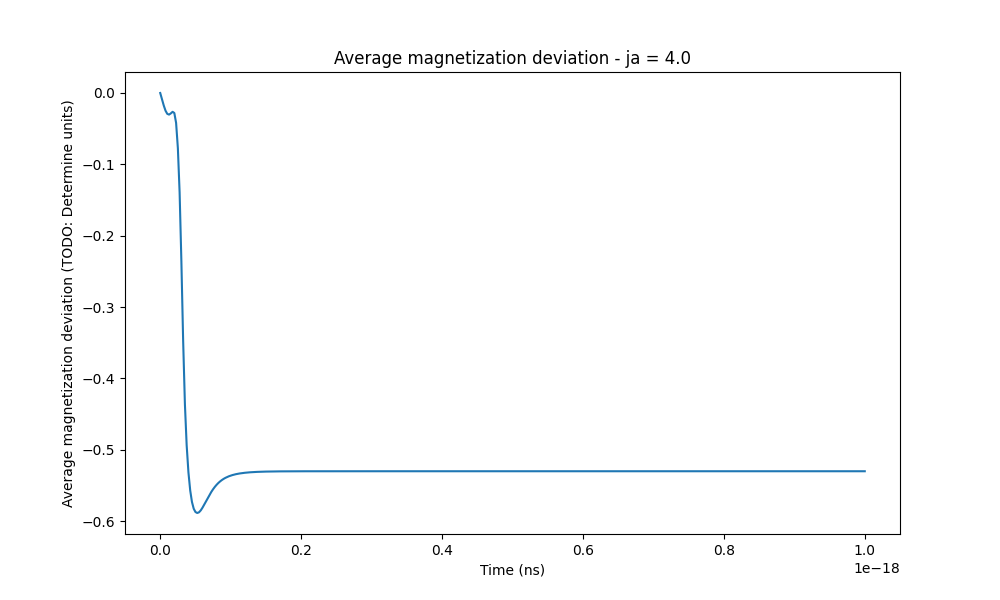 Average magnetization deviation - ja = 4.0
Average magnetization deviation (TODO: Determine units)
0.0
−0.1
−0.2
−0.3
−0.4
−0.5
−0.6
0.0 0.2 0.4 0.6 0.8 1.0
1e−18
Time (ns)